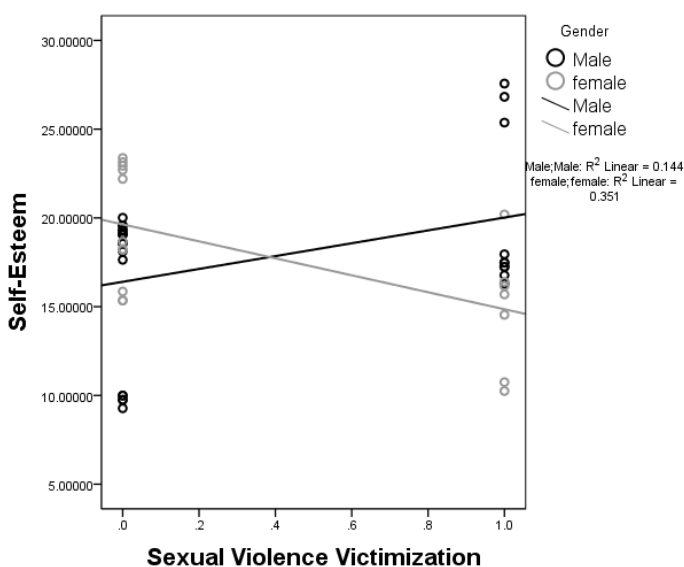 30.00000
25.00000
20.00000
15.00000
10.00000
5.00000
Self-Esteem
.0 .2 .4 .6 .8 1.0
Sexual Violence Victimization
Gender
Male
female
Male
female
Male;Male: R² Linear = 0.144
female;female: R² Linear =
0.351